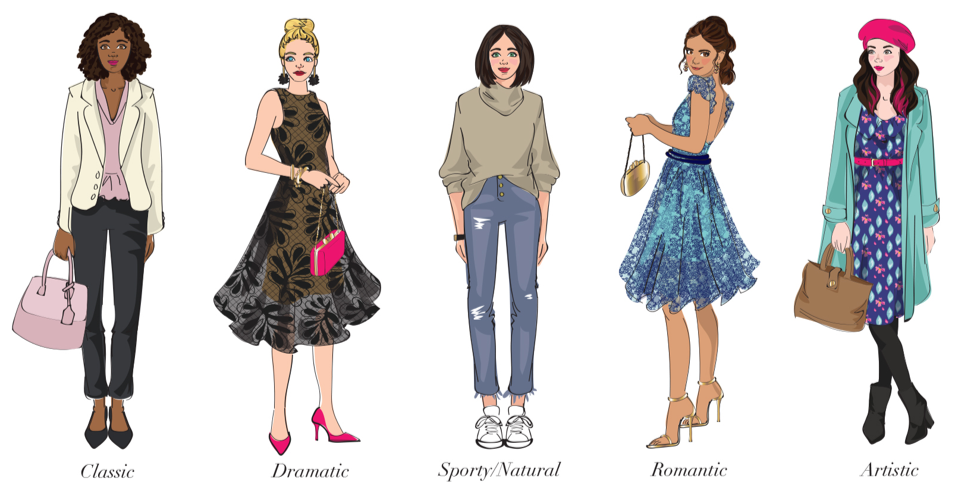 Classic
Dramatic
Sporty/Natural
Romantic
Artistic